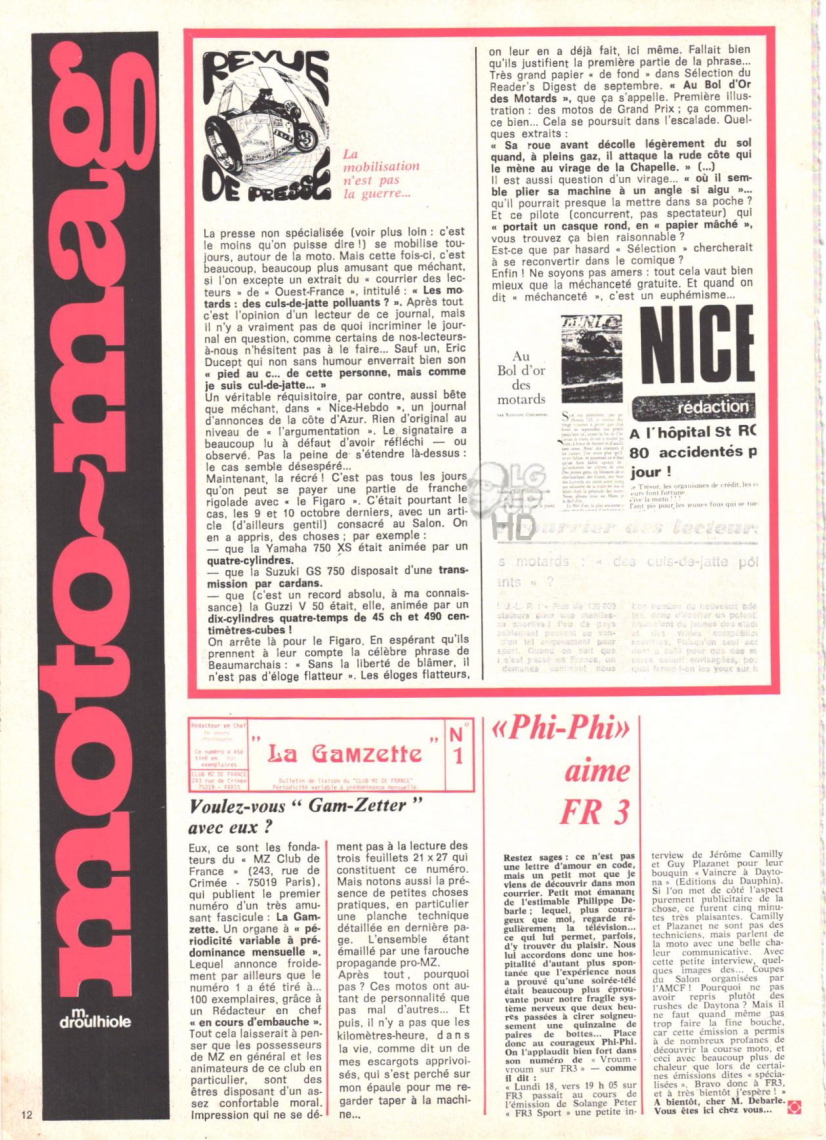 moto-mag
m.
droulhiole
REVUE
DE PRESSE
La
mobilisation
n'est pas
la guerre...
La presse non spécialisée (voir plus loin : c'est
le moins qu'on puisse dire !) se mobilise tou-
jours, autour de la moto. Mais cette fois-ci, c'est
beaucoup, beaucoup plus amusant que méchant,
si l'on excepte un extrait du « courrier des lec-
teurs » de « Ouest-France », intitulé : « Les mo-
tards : des culs-de-jatte polluants ? ». Après tout
c'est l'opinion d'un lecteur de ce journal, mais
il n'y a vraiment pas de quoi incriminer le jour-
nal en question, comme certains de nos-lecteurs-
à-nous n'hésitent pas à le faire... Sauf un, Eric
Ducept qui non sans humour enverrait bien son
« pied au c... de cette personne, mais comme
je suis cul-de-jatte... »
Un véritable réquisitoire, par contre, aussi bête
que méchant, dans « Nice-Hebdo », un journal
d'annonces de la côte d'Azur. Rien d'original au
niveau de « l'argumentation ». Le signataire a
beaucoup lu à défaut d'avoir réfléchi — ou
observé. Pas la peine de s'étendre là-dessus :
le cas semble désespéré...
Maintenant, la récré ! C'est pas tous les jours
qu'on peut se payer une partie de franche
rigolade avec « le Figaro ». C'était pourtant le
cas, les 9 et 10 octobre derniers, avec un arti-
cle (d'ailleurs gentil) consacré au Salon. On
en a appris, des choses ; par exemple :
— que la Yamaha 750 XS était animée par un
quatre-cylindres.
— que la Suzuki GS 750 disposait d'une trans-
mission par cardans.
— que (c'est un record absolu, à ma connais-
sance) la Guzzi V 50 était, elle, animée par un
dix-cylindres quatre-temps de 45 ch et 490 cen-
timètres-cubes !
On arrête là pour le Figaro. En espérant qu'ils
prennent à leur compte la célèbre phrase de
Beaumarchais : « Sans la liberté de blâmer, il
n'est pas d'éloge flatteur ». Les éloges flatteurs,
on leur en a déjà fait, ici même. Fallait bien
qu'ils justifient la première partie de la phrase...
Très grand papier « de fond » dans Sélection du
Reader's Digest de septembre. « Au Bol d'Or
des Motards », que ça s'appelle. Première illus-
tration : des motos de Grand Prix ; ça commen-
ce bien... Cela se poursuit dans l'escalade. Quel-
ques extraits :
« Sa roue avant décolle légèrement du sol
quand, à pleins gaz, il attaque la rude côte qui
le mène au virage de la Chapelle. » (...)
Il est aussi question d'un virage... « où il sem-
ble plier sa machine à un angle si aigu »...
qu'il pourrait presque la mettre dans sa poche ?
Et ce pilote (concurrent, pas spectateur) qui
« portait un casque rond, en « papier mâché »,
vous trouvez ça bien raisonnable ?
Est-ce que par hasard « Sélection » chercherait
à se reconvertir dans le comique ?
Enfin ! Ne soyons pas amers : tout cela vaut bien
mieux que la méchanceté gratuite. Et quand on
dit « méchanceté », c'est un euphémisme...
Au
Bol d'or
des
motards
NICE
rédaction
A l'hôpital St RO
80 accidentés p
jour !
courrier des lecteurs
s motards : « des culs-de-jatte pol
ants » ?
OLG
HD
Rédacteur en Chef
Ce numéro a été
tiré en
exemplaires
CLUB MZ DE FRANCE
243 rue de Crimée
75019 - PARIS
" La Gamzette "
N° 1
Bulletin de liaison du "CLUB MZ DE FRANCE"
Périodicité variable à prédominance mensuelle
Voulez-vous " Gam-Zetter "
avec eux ?
Eux, ce sont les fonda-
teurs du « MZ Club de
France » (243, rue de
Crimée - 75019 Paris),
qui publient le premier
numéro d'un très amu-
sant fascicule : La Gam-
zette. Un organe à « pé-
riodicité variable à pré-
dominance mensuelle ».
Lequel annonce froide-
ment par ailleurs que le
numéro 1 a été tiré à...
100 exemplaires, grâce à
un Rédacteur en chef
« en cours d'embauche ».
Tout cela laisserait à pen-
ser que les possesseurs
de MZ en général et les
animateurs de ce club en
particulier, sont des
êtres disposant d'un as-
sez confortable moral.
Impression qui ne se dé-
ment pas à la lecture des
trois feuillets 21 x 27 qui
constituent ce numéro.
Mais notons aussi la pré-
sence de petites choses
pratiques, en particulier
une planche technique
détaillée en dernière pa-
ge. L'ensemble étant
émaillé par une farouche
propagande pro-MZ.
Après tout, pourquoi
pas ? Ces motos ont au-
tant de personnalité que
pas mal d'autres... Et
puis, il n'y a pas que les
kilomètres-heure, dans
la vie, comme dit un de
mes escargots apprivoi-
sés, qui s'est perché sur
mon épaule pour me re-
garder taper à la machi-
ne...
«Phi-Phi»
aime
FR 3
Restez sages : ce n'est pas
une lettre d'amour en code,
mais un petit mot que je
viens de découvrir dans mon
courrier. Petit mot émanant
de l'estimable Philippe De-
barle ; lequel, plus coura-
geux que moi, regarde ré-
gulièrement la télévision...
ce qui lui permet, parfois,
d'y trouver du plaisir. Nous
lui accordons donc une hos-
pitalité d'autant plus spon-
tanée que l'expérience nous
a prouvé qu'une soirée-télé
était beaucoup plus éprou-
vante pour notre fragile sys-
tème nerveux que deux heu-
res passées à cirer soigneu-
sement une quinzaine de
paires de bottes... Place
donc au courageux Phi-Phi.
On l'applaudit bien fort dans
son numéro de « Vroum -
vroum sur FR3 » — comme
il dit :
« Lundi 18, vers 19 h 05 sur
FR3 passait au cours de
l'émission de Solange Peter
« FR3 Sport » une petite in-
terview de Jérôme Camilly
et Guy Plazanet pour leur
bouquin « Vaincre à Dayto-
na » (Editions du Dauphin).
Si l'on met de côté l'aspect
purement publicitaire de la
chose, ce furent cinq minu-
tes très plaisantes. Camilly
et Plazanet ne sont pas des
techniciens, mais parlent de
la moto avec une belle cha-
leur communicative. Avec
cette petite interview, quel-
ques images des... Coupes
du Salon organisées par
l'AMCF ! Pourquoi ne pas
avoir repris plutôt des
rushes de Daytona ? Mais il
ne faut quand même pas
trop faire la fine bouche,
car cette émission a permis
à de nombreux profanes de
découvrir la course moto, et
ceci avec beaucoup plus de
chaleur que lors de certai-
nes émissions dites « spécia-
lisées ». Bravo donc à FR3,
et à très bientôt j'espère ! »
A bientôt, cher M. Debarle.
Vous êtes ici chez vous...
12